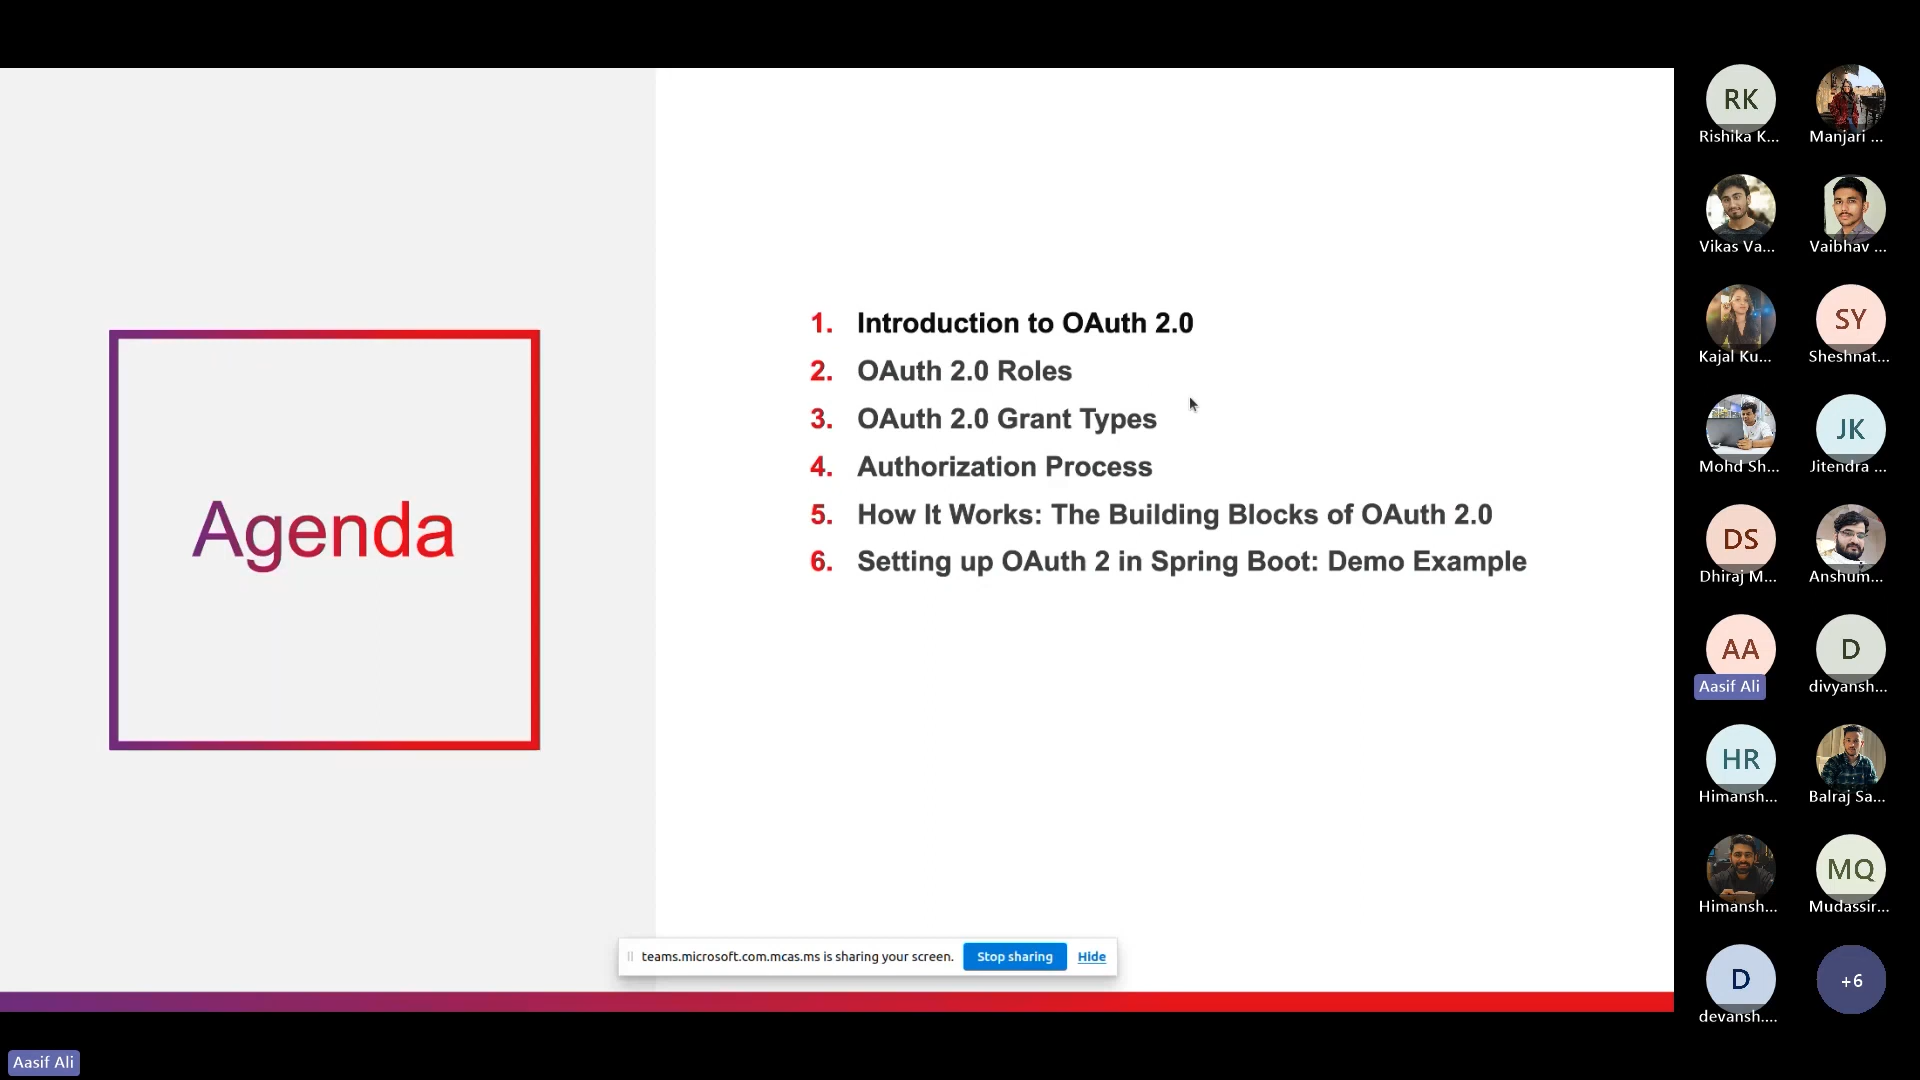 Agenda
1. Introduction to OAuth 2.0
2. OAuth 2.0 Roles
3. OAuth 2.0 Grant Types
4. Authorization Process
5. How It Works: The Building Blocks of OAuth 2.0
6. Setting up OAuth 2 in Spring Boot: Demo Example
teams.microsoft.com.mcas.ms is sharing your screen. Stop sharing Hide
RK
Rishika K... Manjari ...
Vikas Va... Vaibhav ...
SY
Kajal Ku... Sheshnat...
JK
Mohd Sh... Jitendra ...
DS
Dhiraj M... Anshum...
AA D
Aasif Ali divyansh...
HR
Himansh... Balraj Sa...
MQ
Himansh... Mudassir...
D +6
devansh....
Aasif Ali